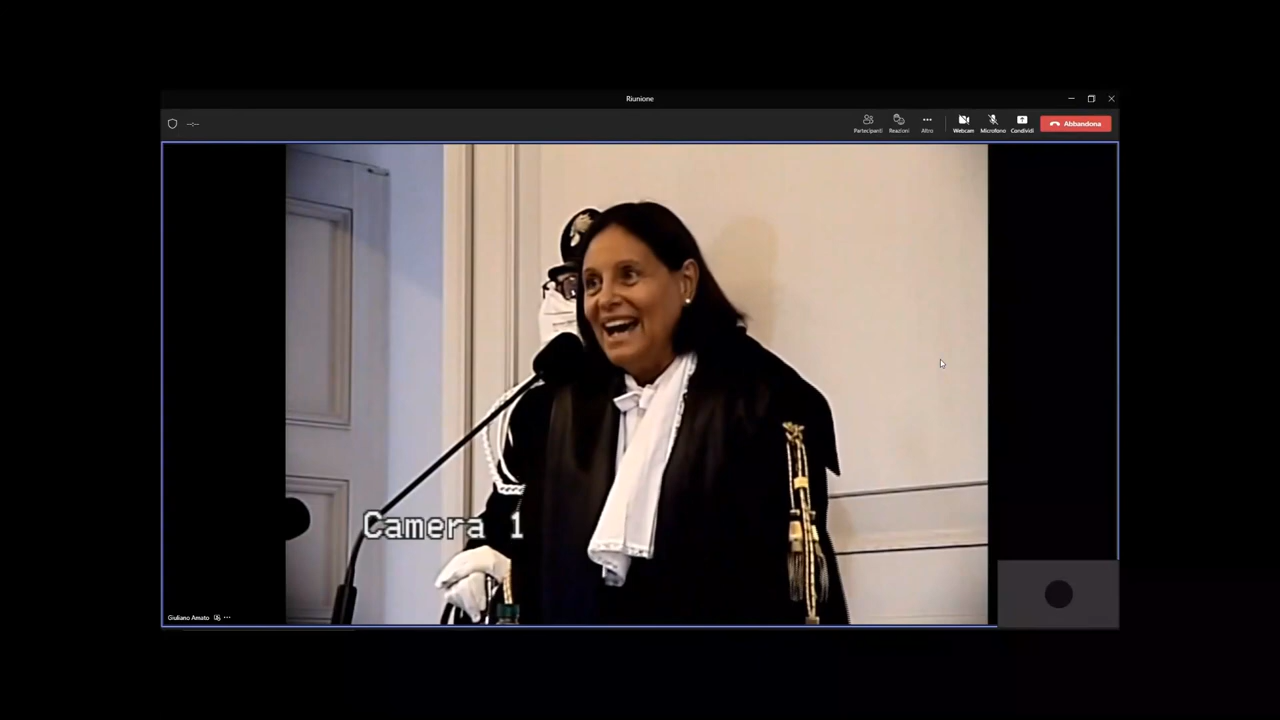 Riunione
Partecipanti Reazioni Altro Webcam Microfono Condividi Abbandona
Camera 1
Giuliano Amato